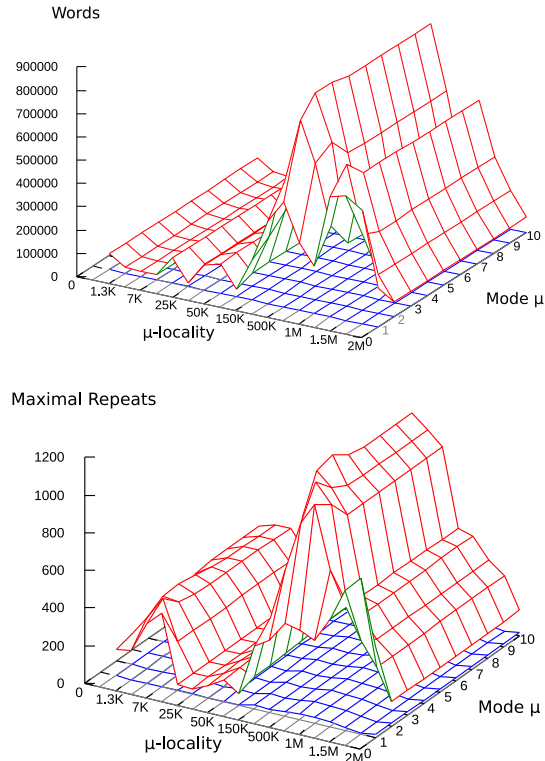 Words
900000
800000
700000
600000
500000
400000
300000
200000
100000
0
0
1.3K
7K
25K
50K
150K
500K
1M
1.5M
2M
0
1
2
3
4
5
6
7
8
9
10
Mode μ
μ-locality
Maximal Repeats
1200
1000
800
600
400
200
0
0
1.3K
7K
25K
50K
150K
500K
1M
1.5M
2M
0
1
2
3
4
5
6
7
8
9
10
Mode μ
μ-locality